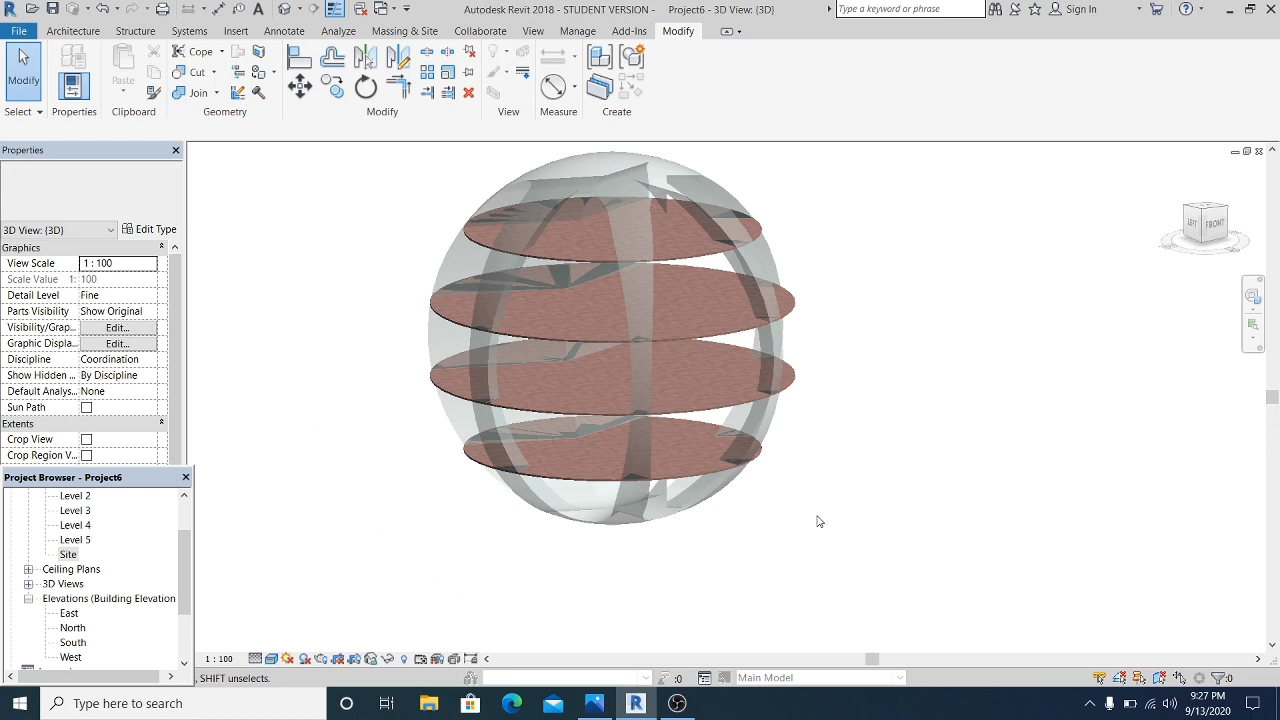 Autodesk Revit 2018 - STUDENT VERSION - Project6 - 3D View: {3D}
Type a keyword or phrase
Sign In
File Architecture Structure Systems Insert Annotate Analyze Massing & Site Collaborate View Manage Add-Ins Modify
Modify
Paste
Cope
Cut
Join
Select Properties Clipboard Geometry Modify View Measure Create
Properties
3D View: {3D}
Edit Type
Graphics
View Scale 1 : 100
Scale Value 1: 100
Detail Level Fine
Parts Visibility Show Original
Visibility/Grap... Edit...
Graphic Displa... Edit...
Discipline Coordination
Show Hidden ... By Discipline
Default Analys... None
Sun Path
Extents
Crop View
Crop Region V...
Project Browser - Project6
Level 2
Level 3
Level 4
Level 5
Site
Ceiling Plans
3D Views
Elevations (Building Elevation
East
North
South
West
LEFT FRONT
1 : 100
, SHIFT unselects.
:0
Main Model
:0
Type here to search
9:27 PM
9/13/2020